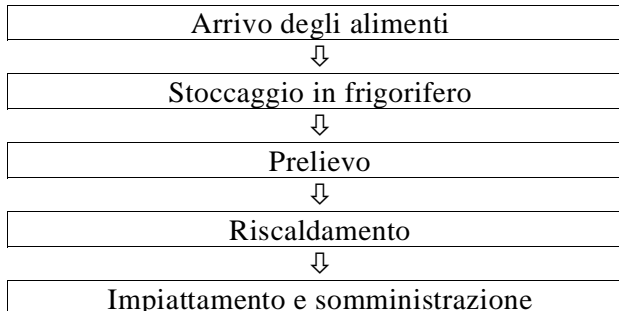 Arrivo degli alimenti
⇩
Stoccaggio in frigorifero
⇩
Prelievo
⇩
Riscaldamento
⇩
Impiattamento e somministrazione